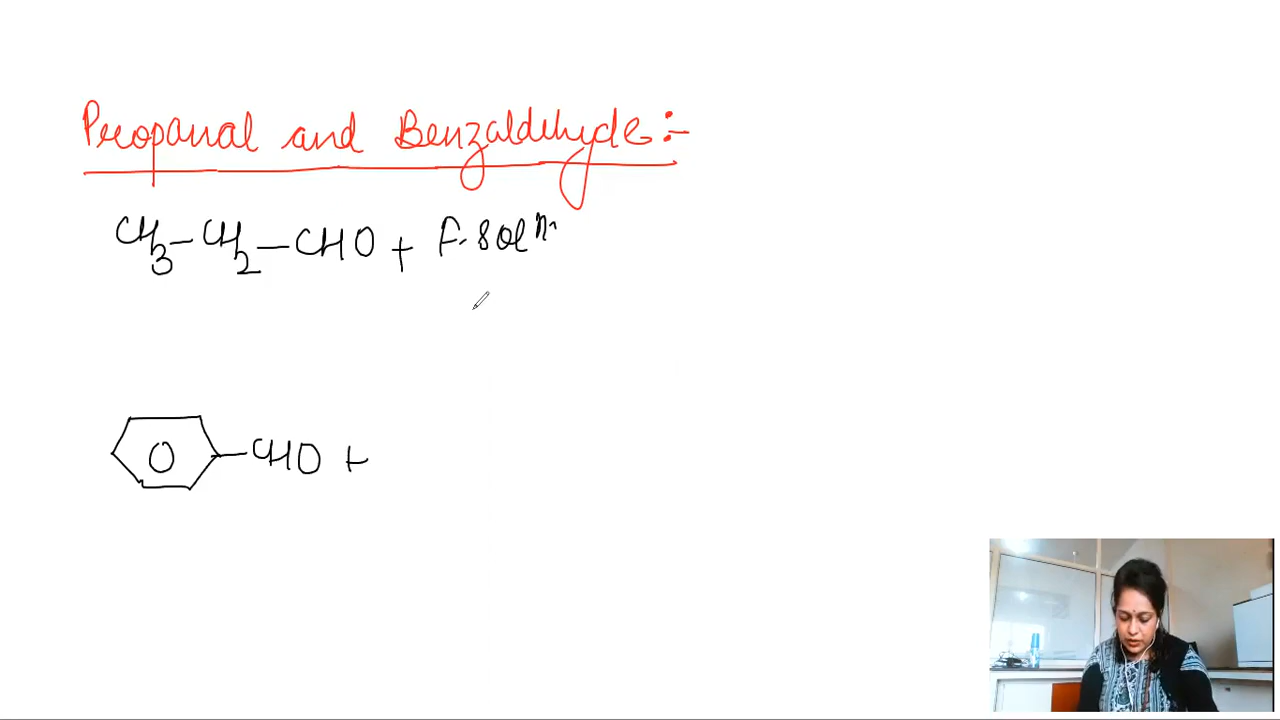 Propanal and Benzaldehyde:-
CH3-CH2-CHO + F. Solⁿ.
CHO +